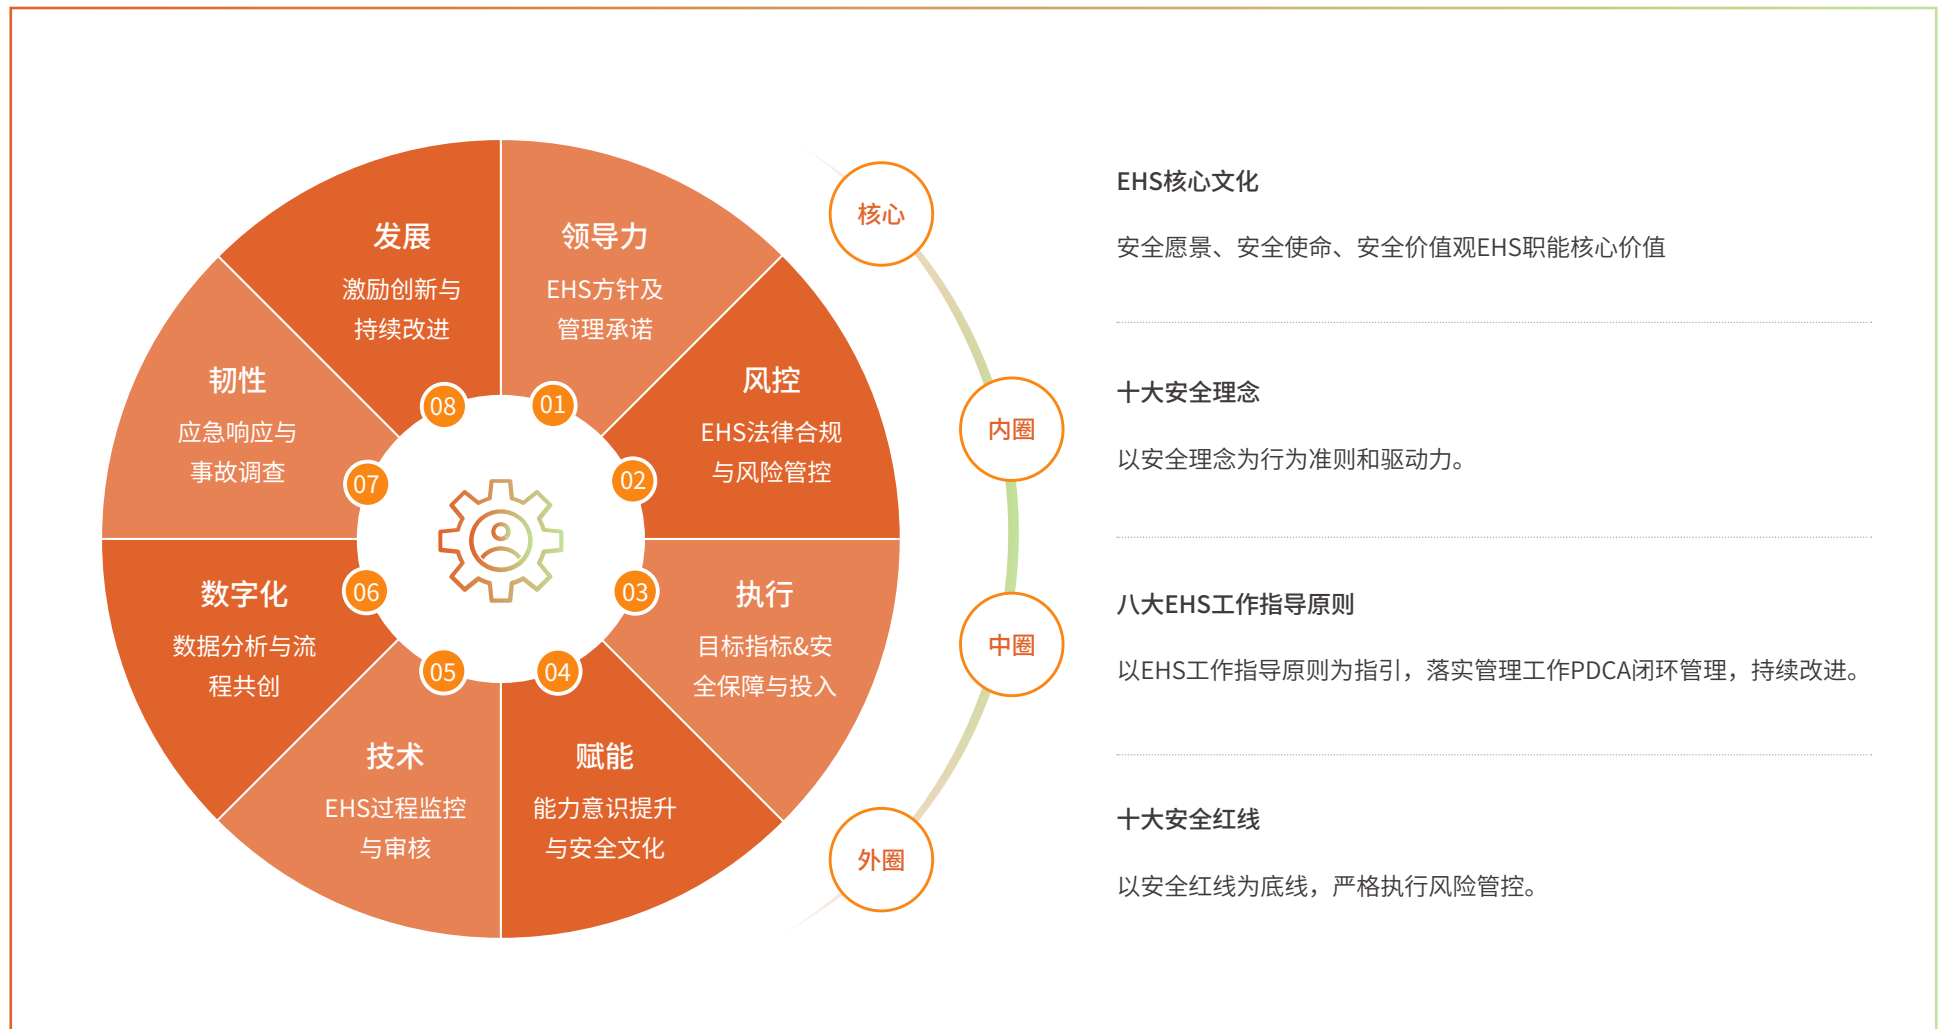 领导力
EHS方针及
管理承诺
01
风控
EHS法律合规
与风险管控
02
执行
目标指标&安
全保障与投入
03
赋能
能力意识提升
与安全文化
04
技术
EHS过程监控
与审核
05
数字化
数据分析与流
程共创
06
韧性
应急响应与
事故调查
07
发展
激励创新与
持续改进
08
核心
EHS核心文化
安全愿景、安全使命、安全价值观EHS职能核心价值
内圈
十大安全理念
以安全理念为行为准则和驱动力。
中圈
八大EHS工作指导原则
以EHS工作指导原则为指引，落实管理工作PDCA闭环管理，持续改进。
外圈
十大安全红线
以安全红线为底线，严格执行风险管控。